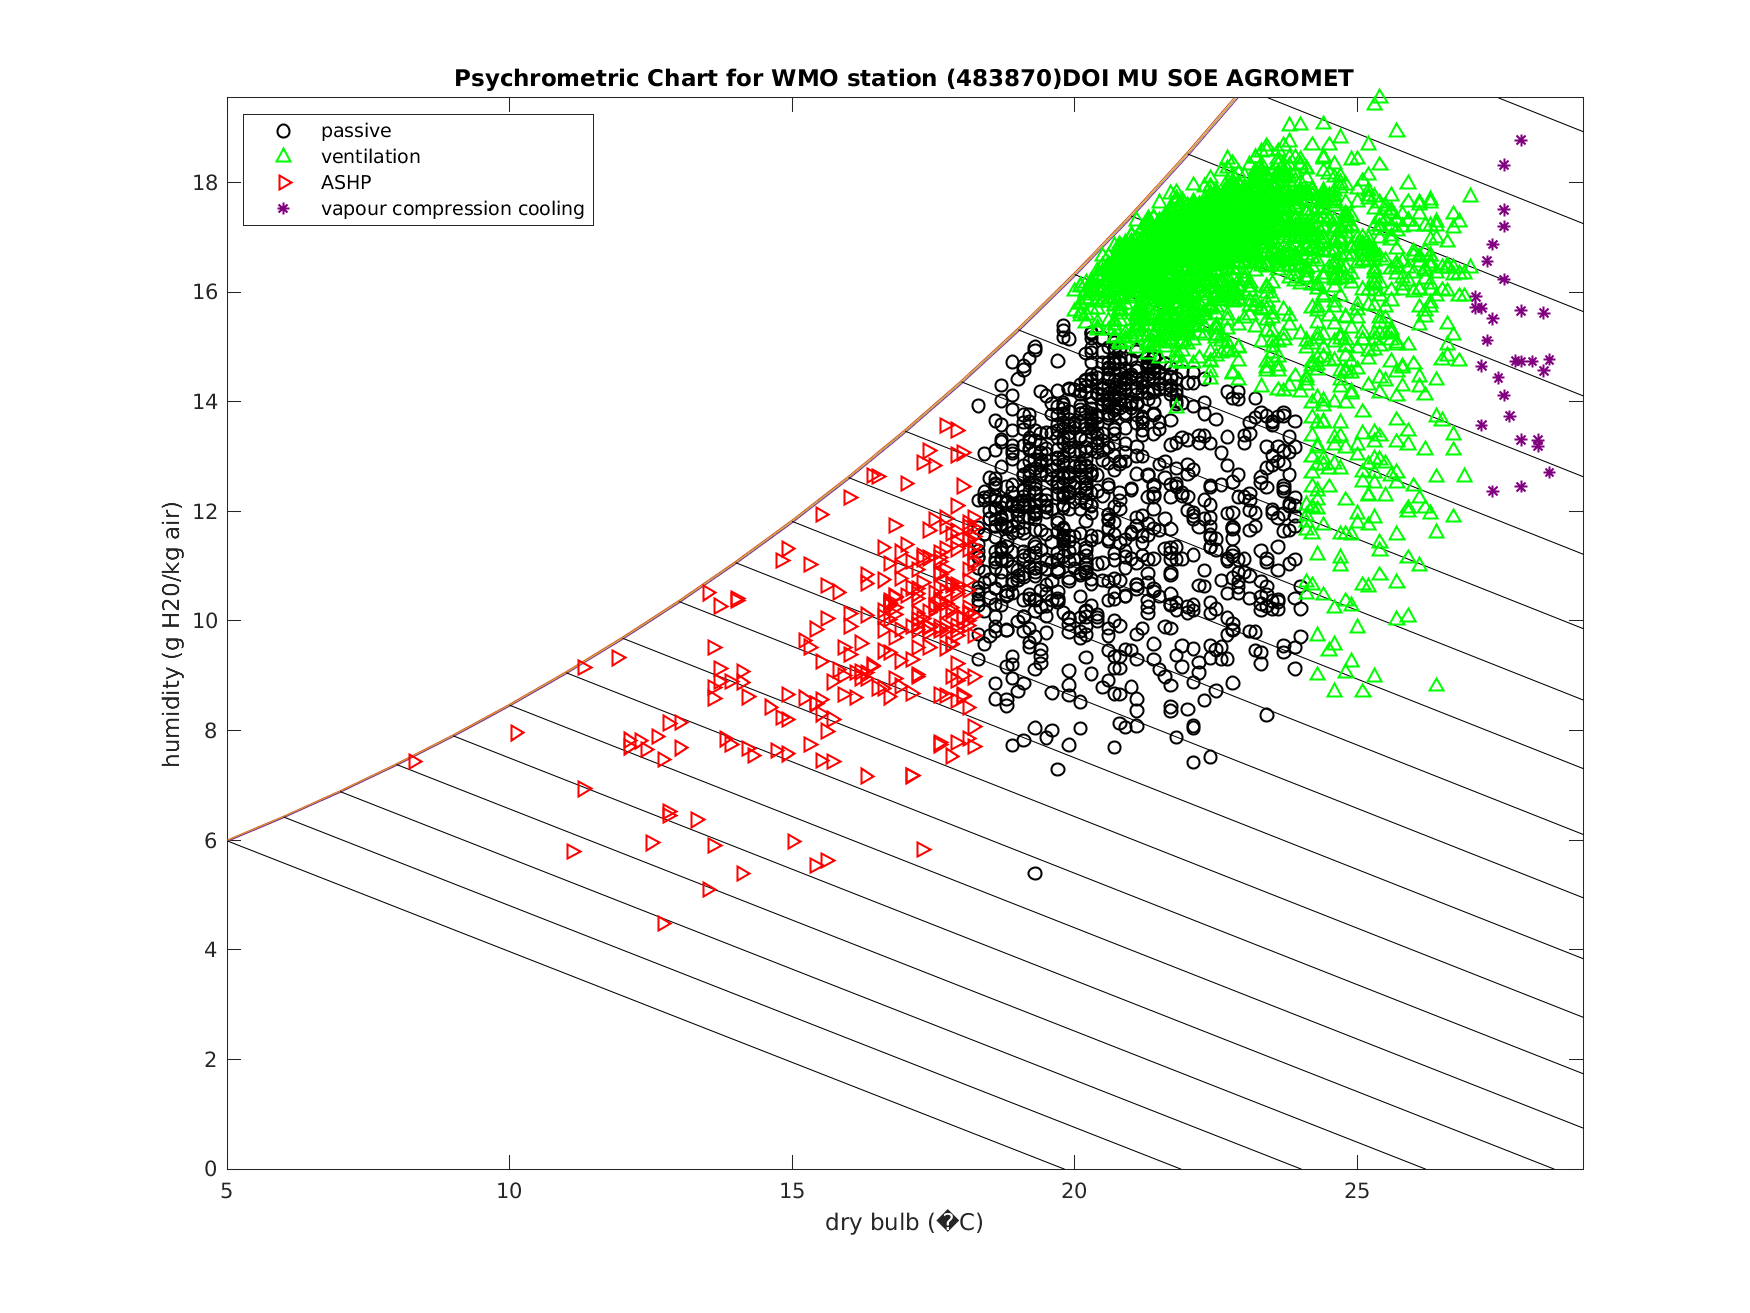 Psychrometric Chart for WMO station (483870)DOI MU SOE AGROMET
passive
ventilation
ASHP
vapour compression cooling
humidity (g H20/kg air)
18
16
14
12
10
8
6
4
2
0
5 10 15 20 25
dry bulb (�C)